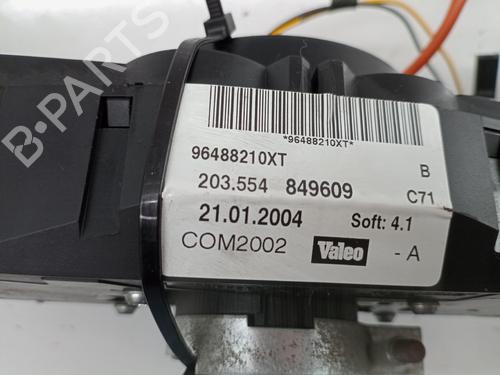 B-PARTS
*96488210XT*
96488210XT B
203.554 849609 C71
21.01.2004 Soft: 4.1
COM2002 Valeo - A